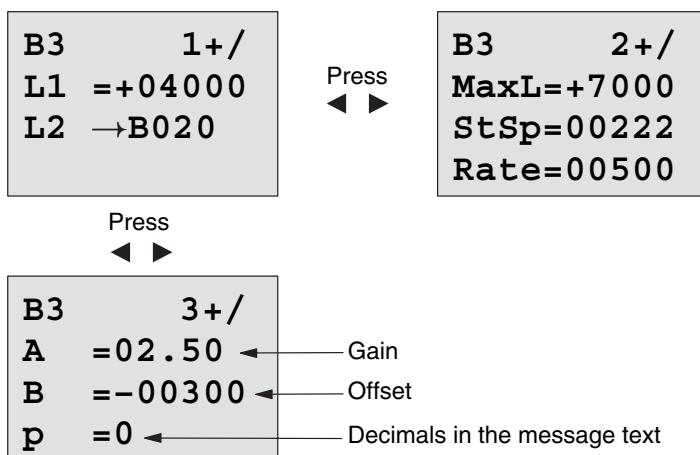 B3 1+/
L1 =+04000
L2 →B020
Press
B3 2+/
MaxL=+7000
StSp=00222
Rate=00500
Press
B3 3+/
A =02.50
Gain
B =-00300
Offset
p =0
Decimals in the message text